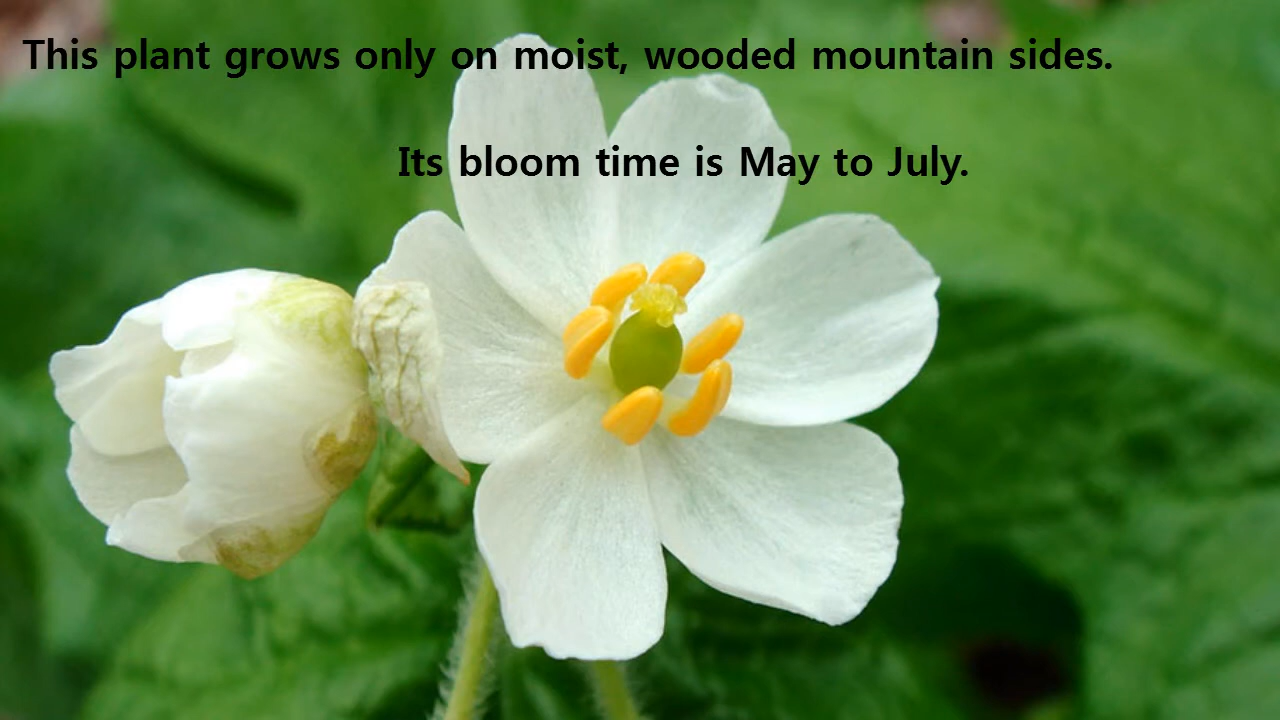 This plant grows only on moist, wooded mountain sides.
Its bloom time is May to July.